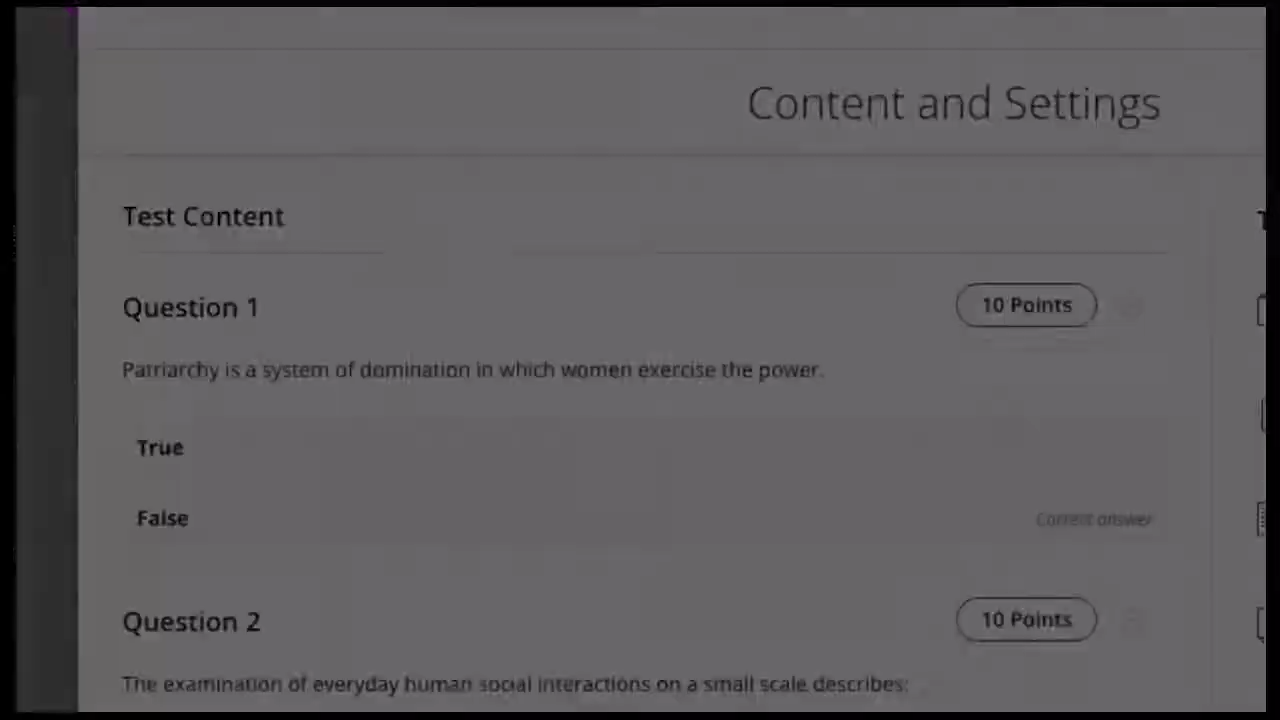 Content and Settings
Test Content
Question 1
10 Points
Patriarchy is a system of domination in which women exercise the power.
True
False
Correct answer
Question 2
10 Points
The examination of everyday human social interactions on a small scale describes: